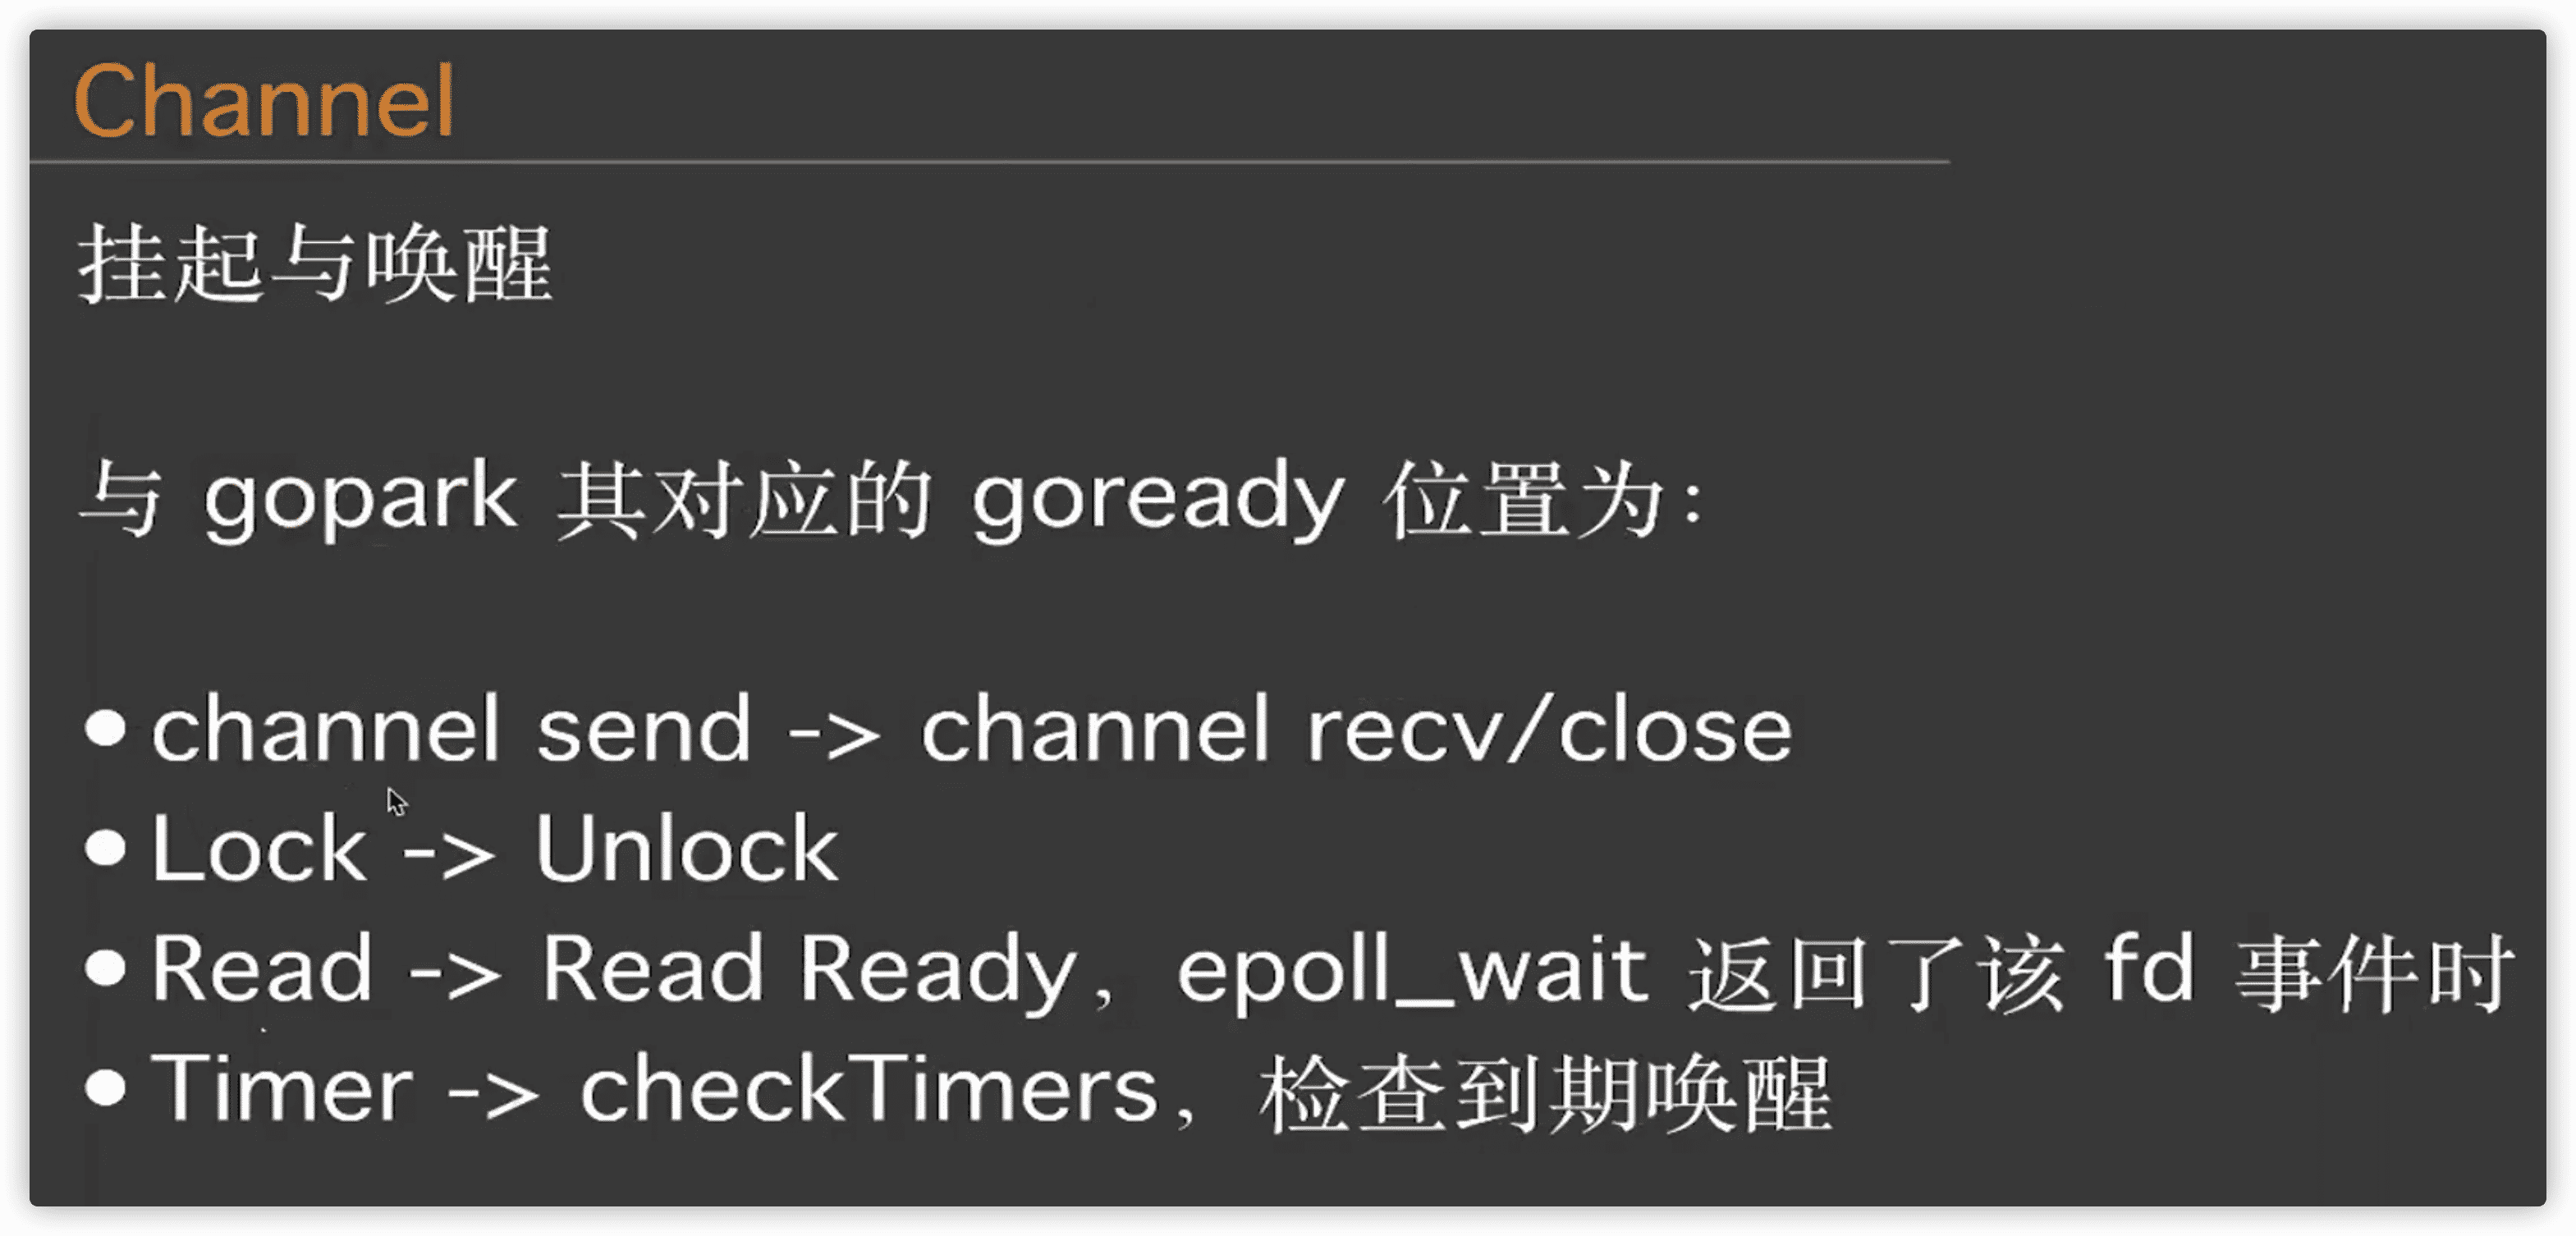 Channel
挂起与唤醒
与 gopark 其对应的 goready 位置为：
• channel send -> channel recv/close
• Lock -> Unlock
• Read -> Read Ready，epoll_wait 返回了该 fd 事件时
• Timer -> checkTimers，检查到期唤醒